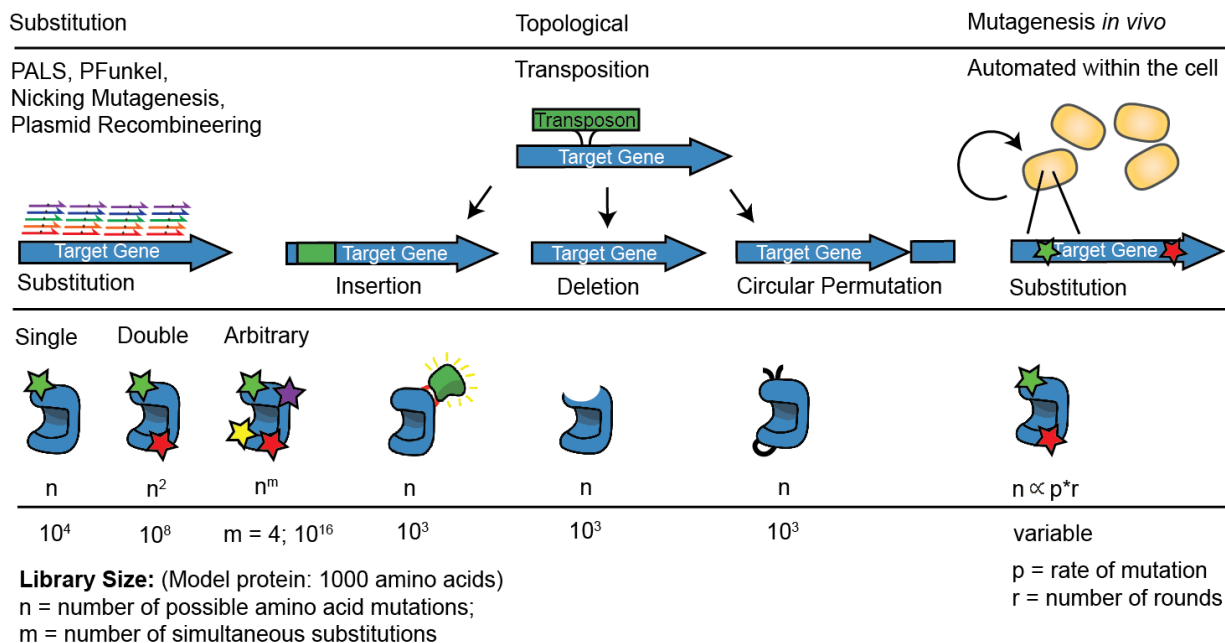 Substitution
Topological
Mutagenesis in vivo
PALS, PFunkel,
Nicking Mutagenesis,
Plasmid Recombineering
Transposition
Automated within the cell
Transposon
Target Gene
Target Gene
Target Gene
Target Gene
Target Gene
Target Gene
Substitution
Insertion
Deletion
Circular Permutation
Substitution
Single
Double
Arbitrary
n
n²
nᵐ
n
n
n
n ∝ p*r
10⁴
10⁸
m = 4; 10¹⁶
10³
10³
10³
variable
Library Size: (Model protein: 1000 amino acids)
n = number of possible amino acid mutations;
m = number of simultaneous substitutions
p = rate of mutation
r = number of rounds